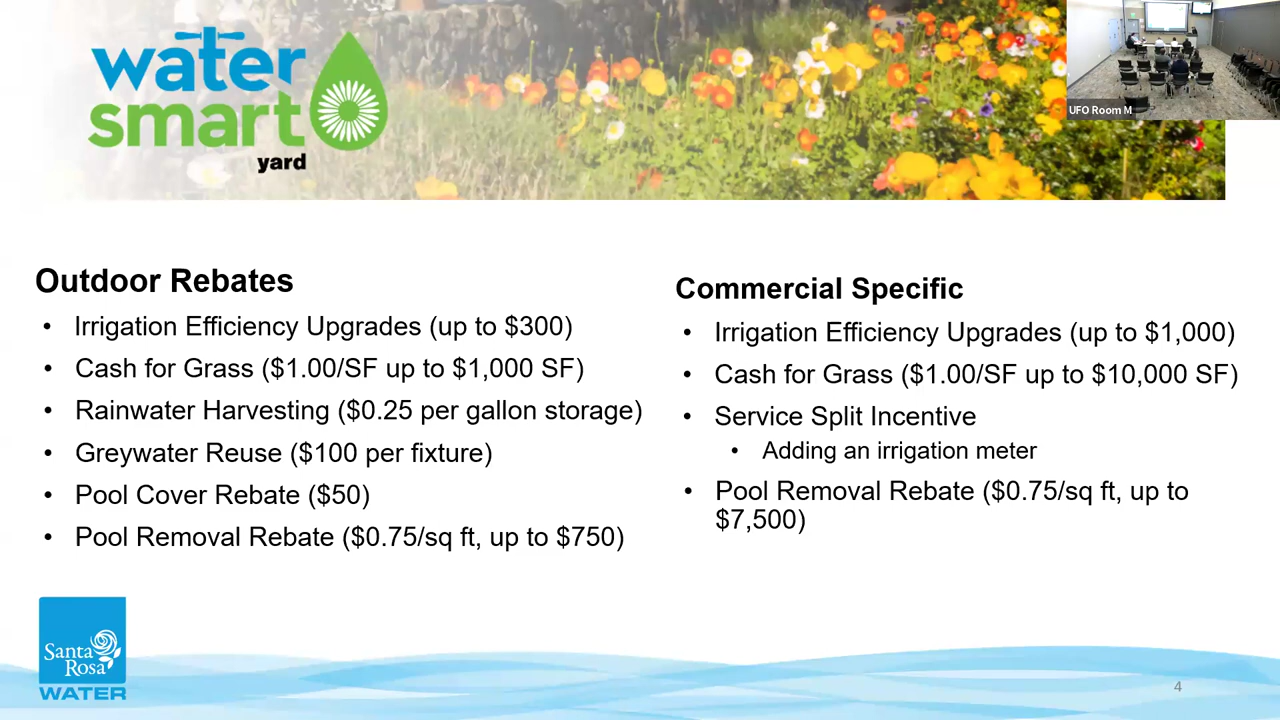 water
smart
yard
UFO Room M
Outdoor Rebates
• Irrigation Efficiency Upgrades (up to $300)
• Cash for Grass ($1.00/SF up to $1,000 SF)
• Rainwater Harvesting ($0.25 per gallon storage)
• Greywater Reuse ($100 per fixture)
• Pool Cover Rebate ($50)
• Pool Removal Rebate ($0.75/sq ft, up to $750)
Commercial Specific
• Irrigation Efficiency Upgrades (up to $1,000)
• Cash for Grass ($1.00/SF up to $10,000 SF)
• Service Split Incentive
• Adding an irrigation meter
• Pool Removal Rebate ($0.75/sq ft, up to
$7,500)
Santa
Rosa
WATER
4